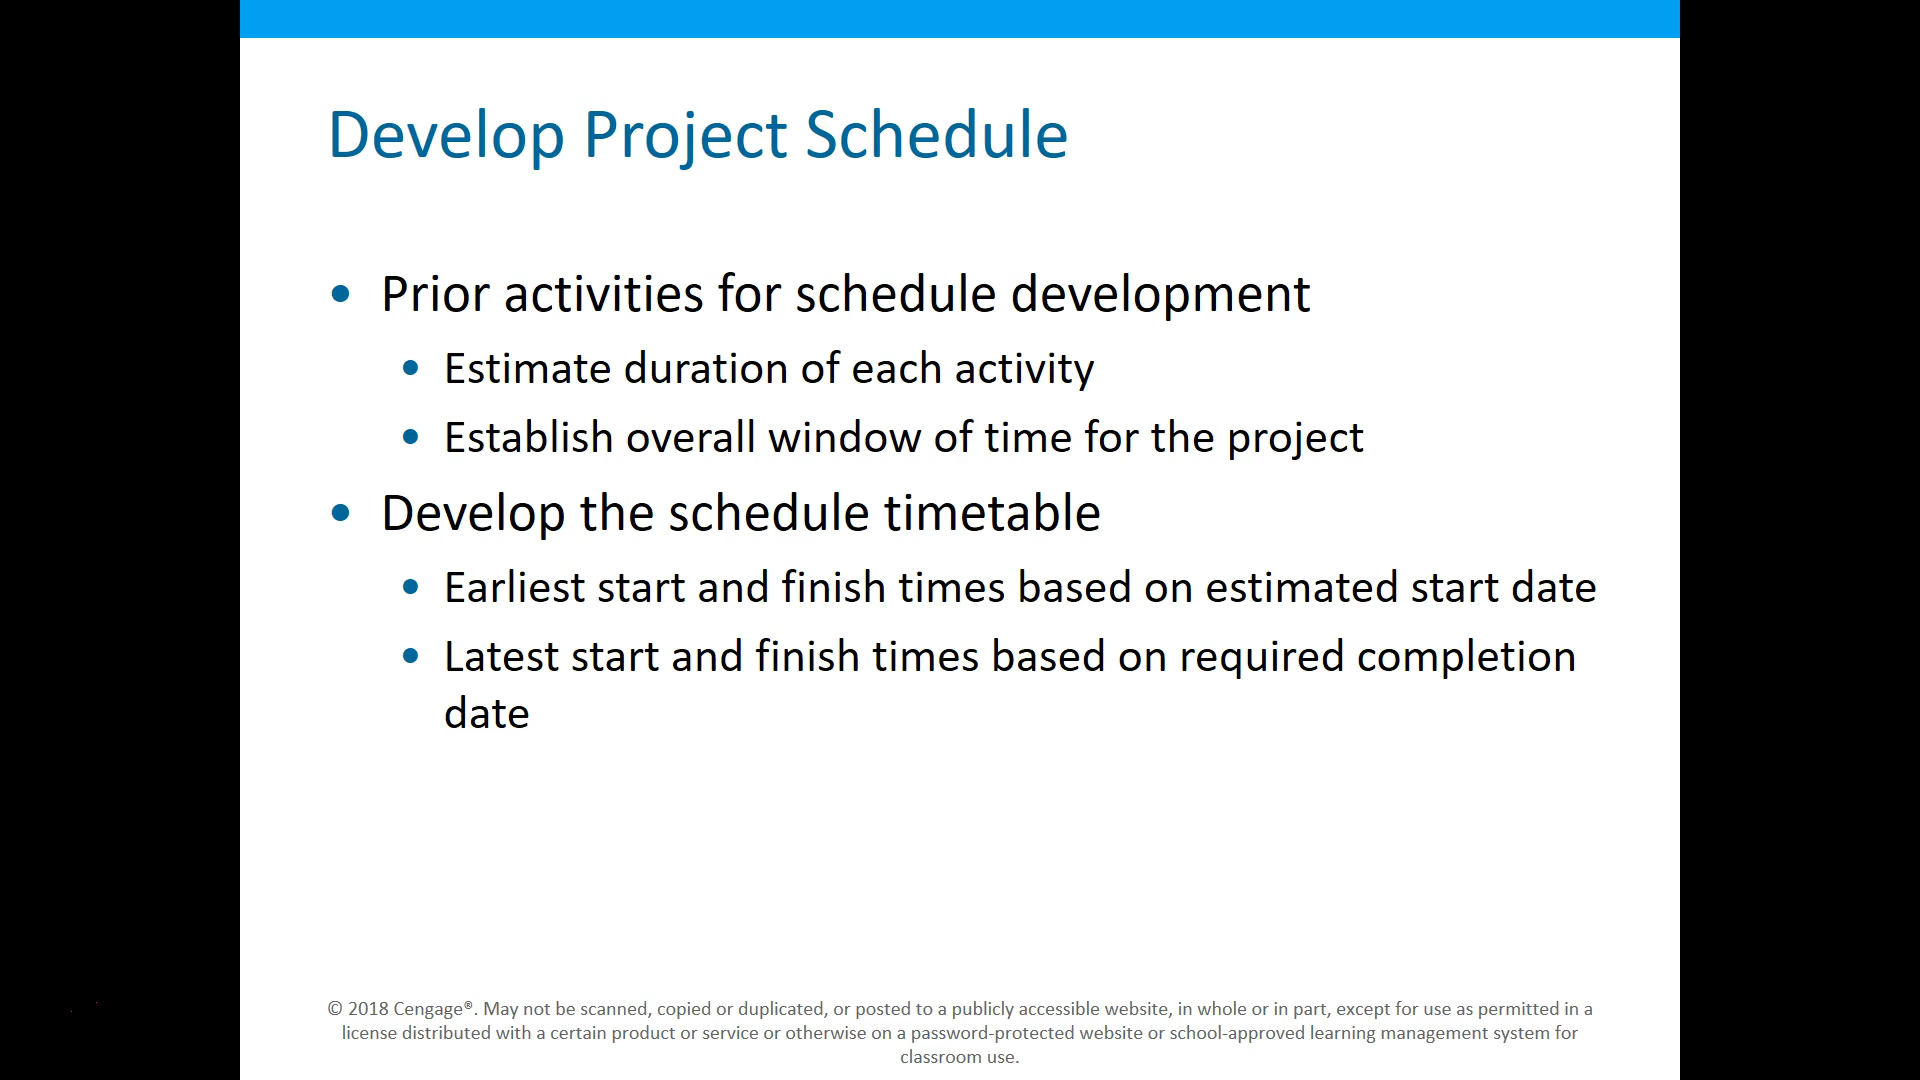 Develop Project Schedule
• Prior activities for schedule development
• Estimate duration of each activity
• Establish overall window of time for the project
• Develop the schedule timetable
• Earliest start and finish times based on estimated start date
• Latest start and finish times based on required completion
date
© 2018 Cengage®. May not be scanned, copied or duplicated, or posted to a publicly accessible website, in whole or in part, except for use as permitted in a
license distributed with a certain product or service or otherwise on a password-protected website or school-approved learning management system for
classroom use.